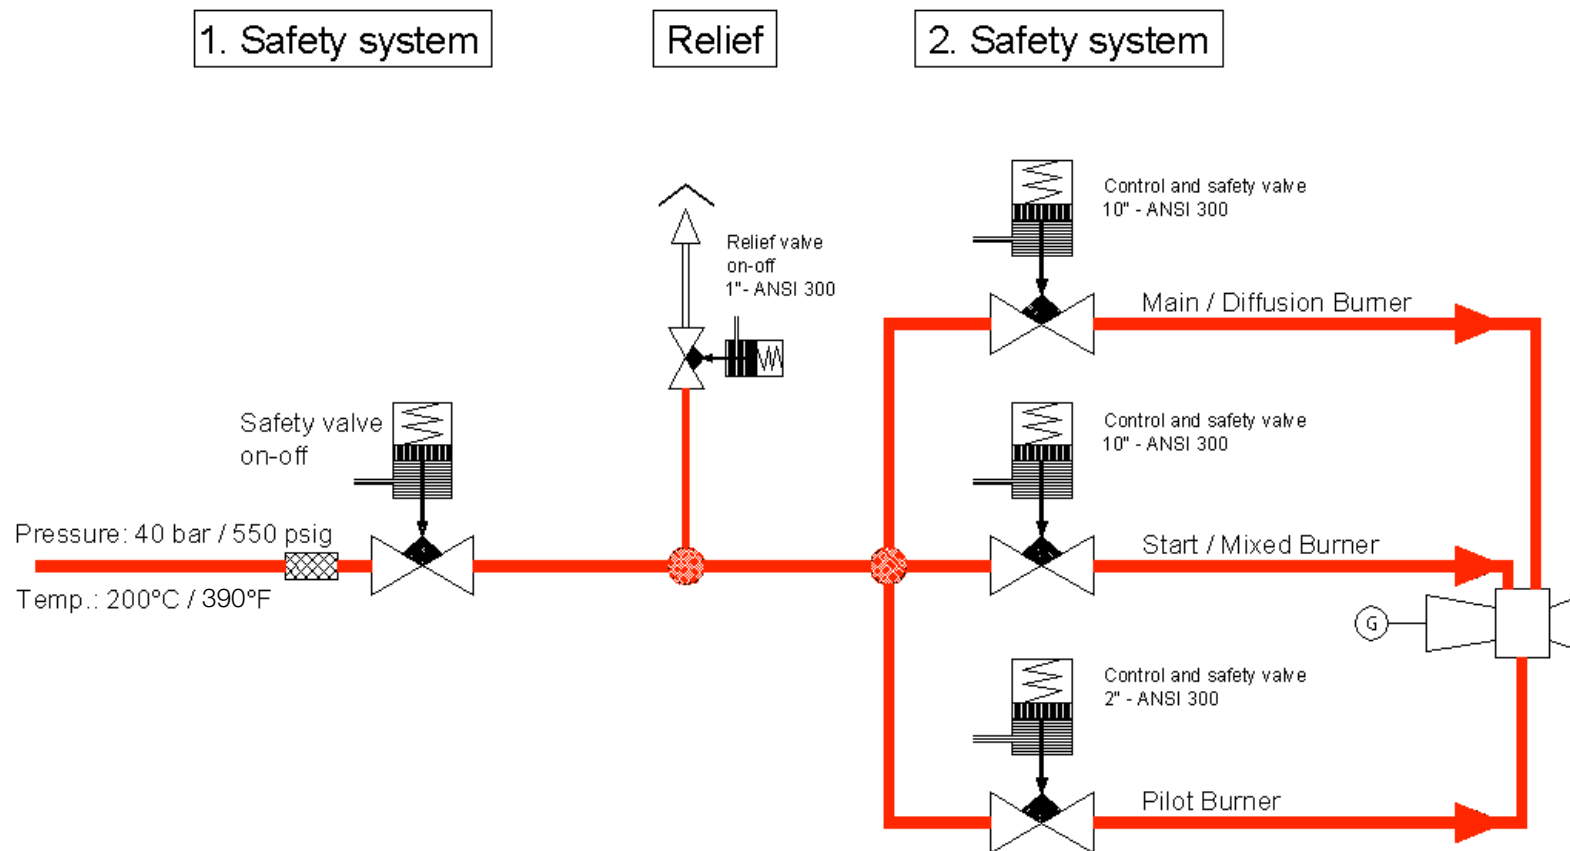 1. Safety system
Relief
2. Safety system
Control and safety valve
10" - ANSI 300
Relief valve
on-off
1"- ANSI 300
Main / Diffusion Burner
Safety valve
on-off
Control and safety valve
10" - ANSI 300
Pressure: 40 bar / 550 psig
Start / Mixed Burner
Temp.: 200°C / 390°F
G
Control and safety valve
2" - ANSI 300
Pilot Burner